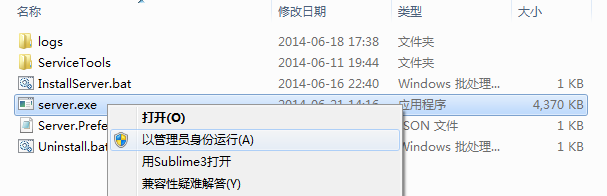 名称 修改日期 类型 大小
logs 2014-06-18 17:38 文件夹
ServiceTools 2014-06-11 19:44 文件夹
InstallServer.bat 2014-06-16 22:40 Windows 批处理... 1 KB
server.exe 2014-06-21 14:16 应用程序 4,370 KB
Server.Prefe JSON 文件 1 KB
Uninstall.bat Windows 批处理... 1 KB
打开(O)
以管理员身份运行(A)
用Sublime3打开
兼容性疑难解答(Y)